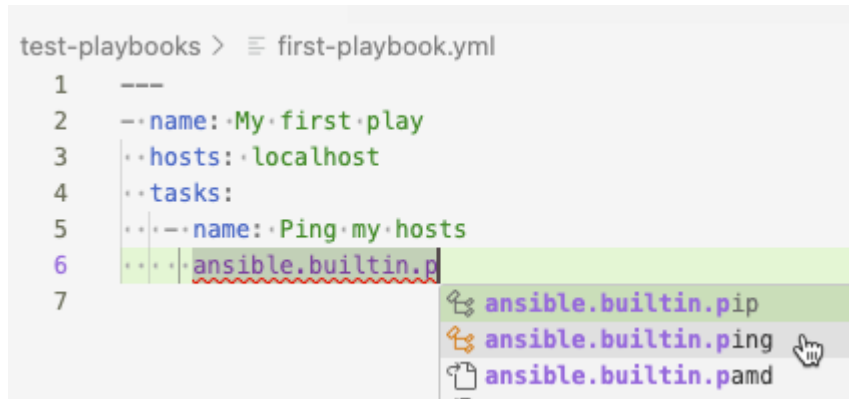 test-playbooks > first-playbook.yml
1 ---
2 - name: My first play
3 hosts: localhost
4 tasks:
5 - name: Ping my hosts
6 ansible.builtin.p
7
ansible.builtin.pip
ansible.builtin.ping
ansible.builtin.pamd